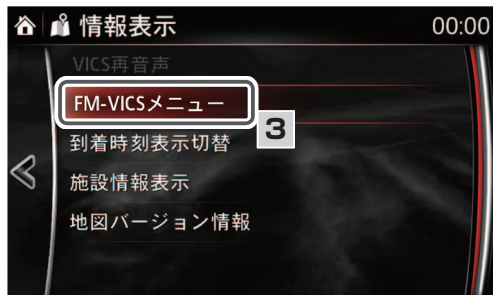 情報表示 00:00
VICS再音声
FM-VICSメニュー
3
到着時刻表示切替
施設情報表示
地図バージョン情報